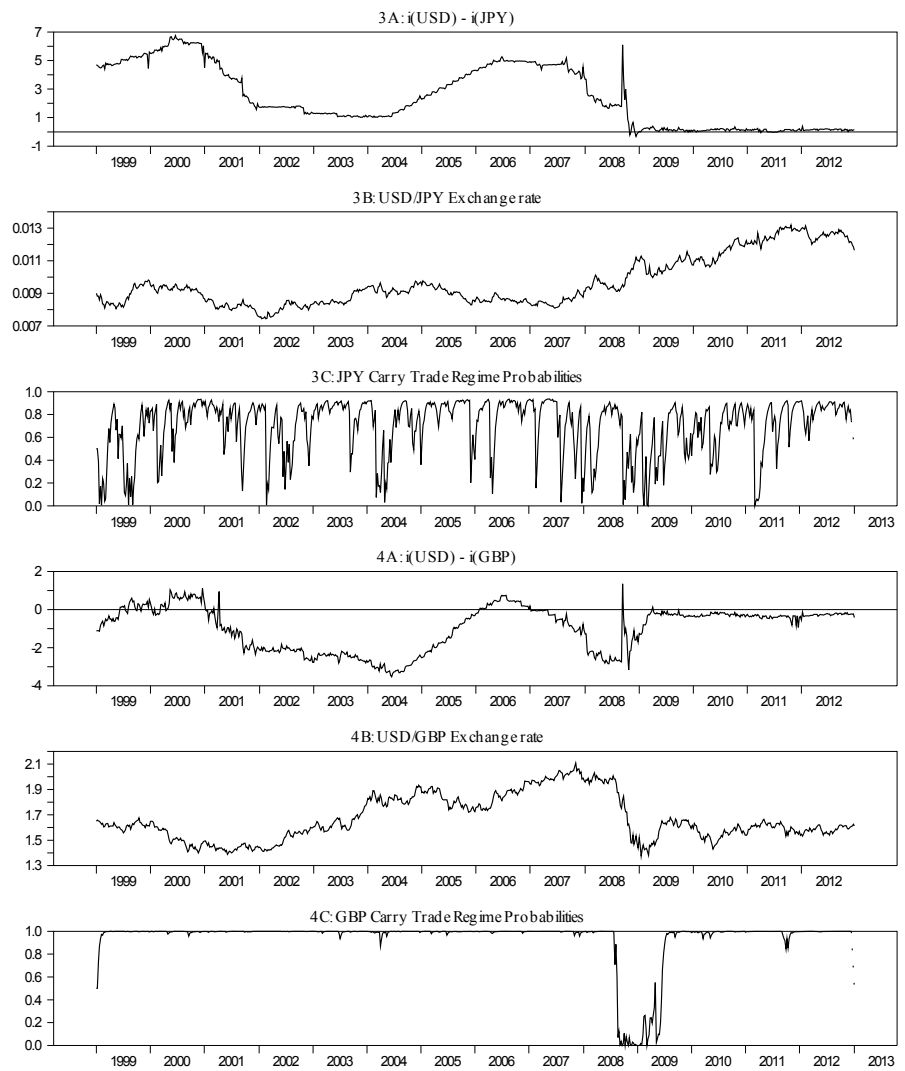 3A: i(USD) - i(JPY)
7
5
3
1
-1
1999 2000 2001 2002 2003 2004 2005 2006 2007 2008 2009 2010 2011 2012
3B: USD/JPY Exchange rate
0.013
0.011
0.009
0.007
1999 2000 2001 2002 2003 2004 2005 2006 2007 2008 2009 2010 2011 2012
3C: JPY Carry Trade Regime Probabilities
1.0
0.8
0.6
0.4
0.2
0.0
1999 2000 2001 2002 2003 2004 2005 2006 2007 2008 2009 2010 2011 2012 2013
4A: i(USD) - i(GBP)
2
0
-2
-4
1999 2000 2001 2002 2003 2004 2005 2006 2007 2008 2009 2010 2011 2012
4B: USD/GBP Exchange rate
2.1
1.9
1.7
1.5
1.3
1999 2000 2001 2002 2003 2004 2005 2006 2007 2008 2009 2010 2011 2012
4C: GBP Carry Trade Regime Probabilities
1.0
0.8
0.6
0.4
0.2
0.0
1999 2000 2001 2002 2003 2004 2005 2006 2007 2008 2009 2010 2011 2012 2013